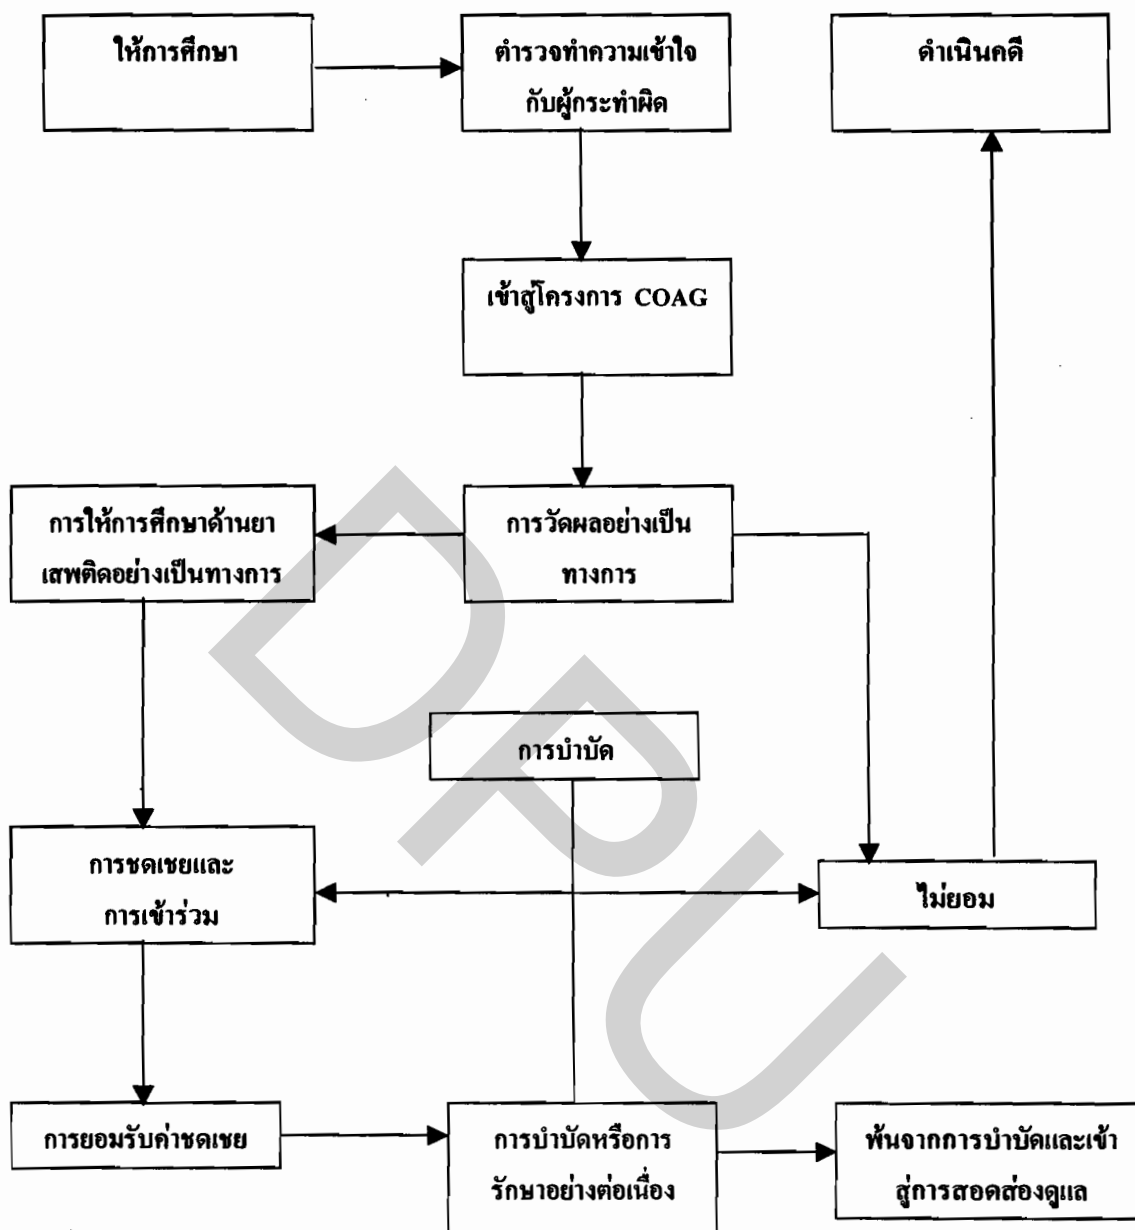 ให้การศึกษา
ตำรวจทำความเข้าใจ
กับผู้กระทำผิด
ดำเนินคดี
เข้าสู่โครงการ COAG
การให้การศึกษาด้านยา
เสพติดอย่างเป็นทางการ
การวัดผลอย่างเป็น
ทางการ
การบำบัด
การชดเชยและ
การเข้าร่วม
ไม่ยอม
การยอมรับค่าชดเชย
การบำบัดหรือการ
รักษาอย่างต่อเนื่อง
พ้นจากการบำบัดและเข้า
สู่การสอดส่องดูแล
DPU